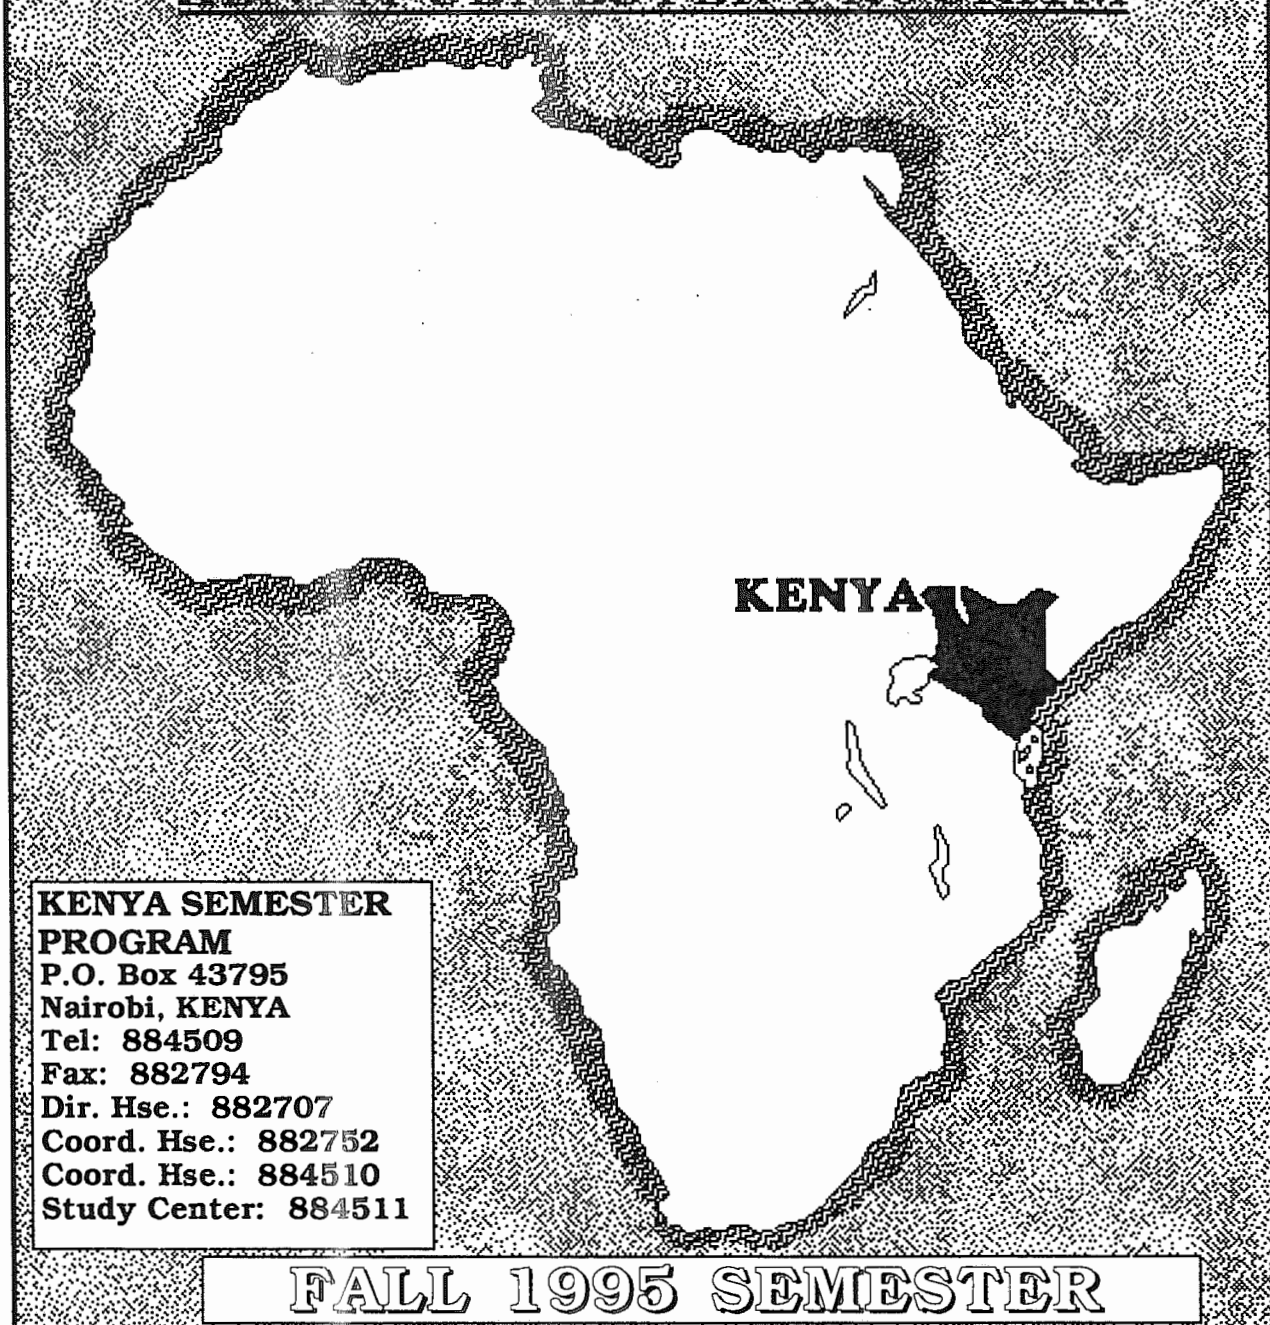 KENYA
KENYA SEMESTER
PROGRAM
P.O. Box 43795
Nairobi, KENYA
Tel: 884509
Fax: 882794
Dir. Hse.: 882707
Coord. Hse.: 882752
Coord. Hse.: 884510
Study Center: 884511
FALL 1995 SEMESTER